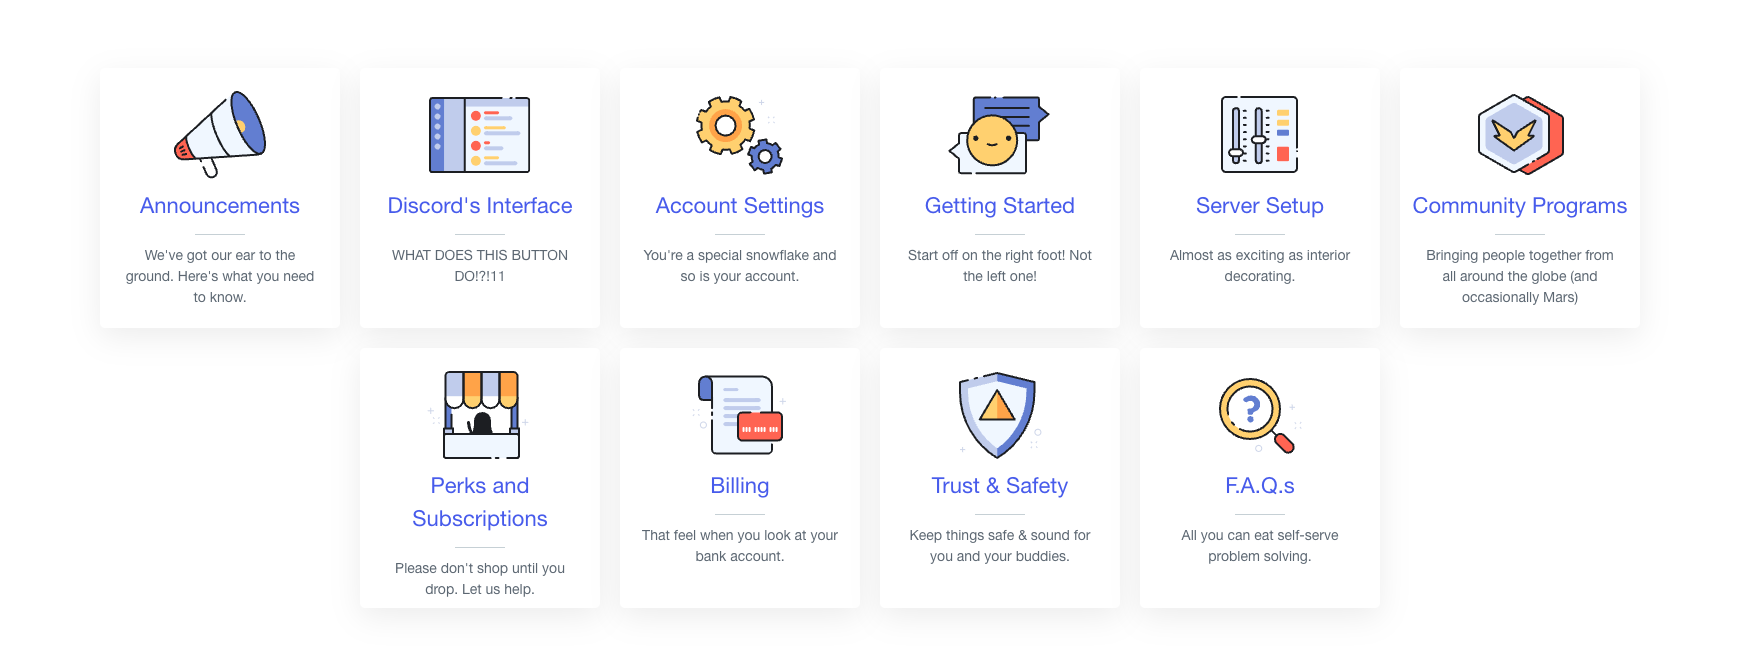 Announcements
We've got our ear to the
ground. Here's what you need
to know.
Discord's Interface
WHAT DOES THIS BUTTON
DO!?!11
Account Settings
You're a special snowflake and
so is your account.
Getting Started
Start off on the right foot! Not
the left one!
Server Setup
Almost as exciting as interior
decorating.
Community Programs
Bringing people together from
all around the globe (and
occasionally Mars)
Perks and
Subscriptions
Please don't shop until you
drop. Let us help.
Billing
That feel when you look at your
bank account.
Trust & Safety
Keep things safe & sound for
you and your buddies.
?
F.A.Q.s
All you can eat self-serve
problem solving.